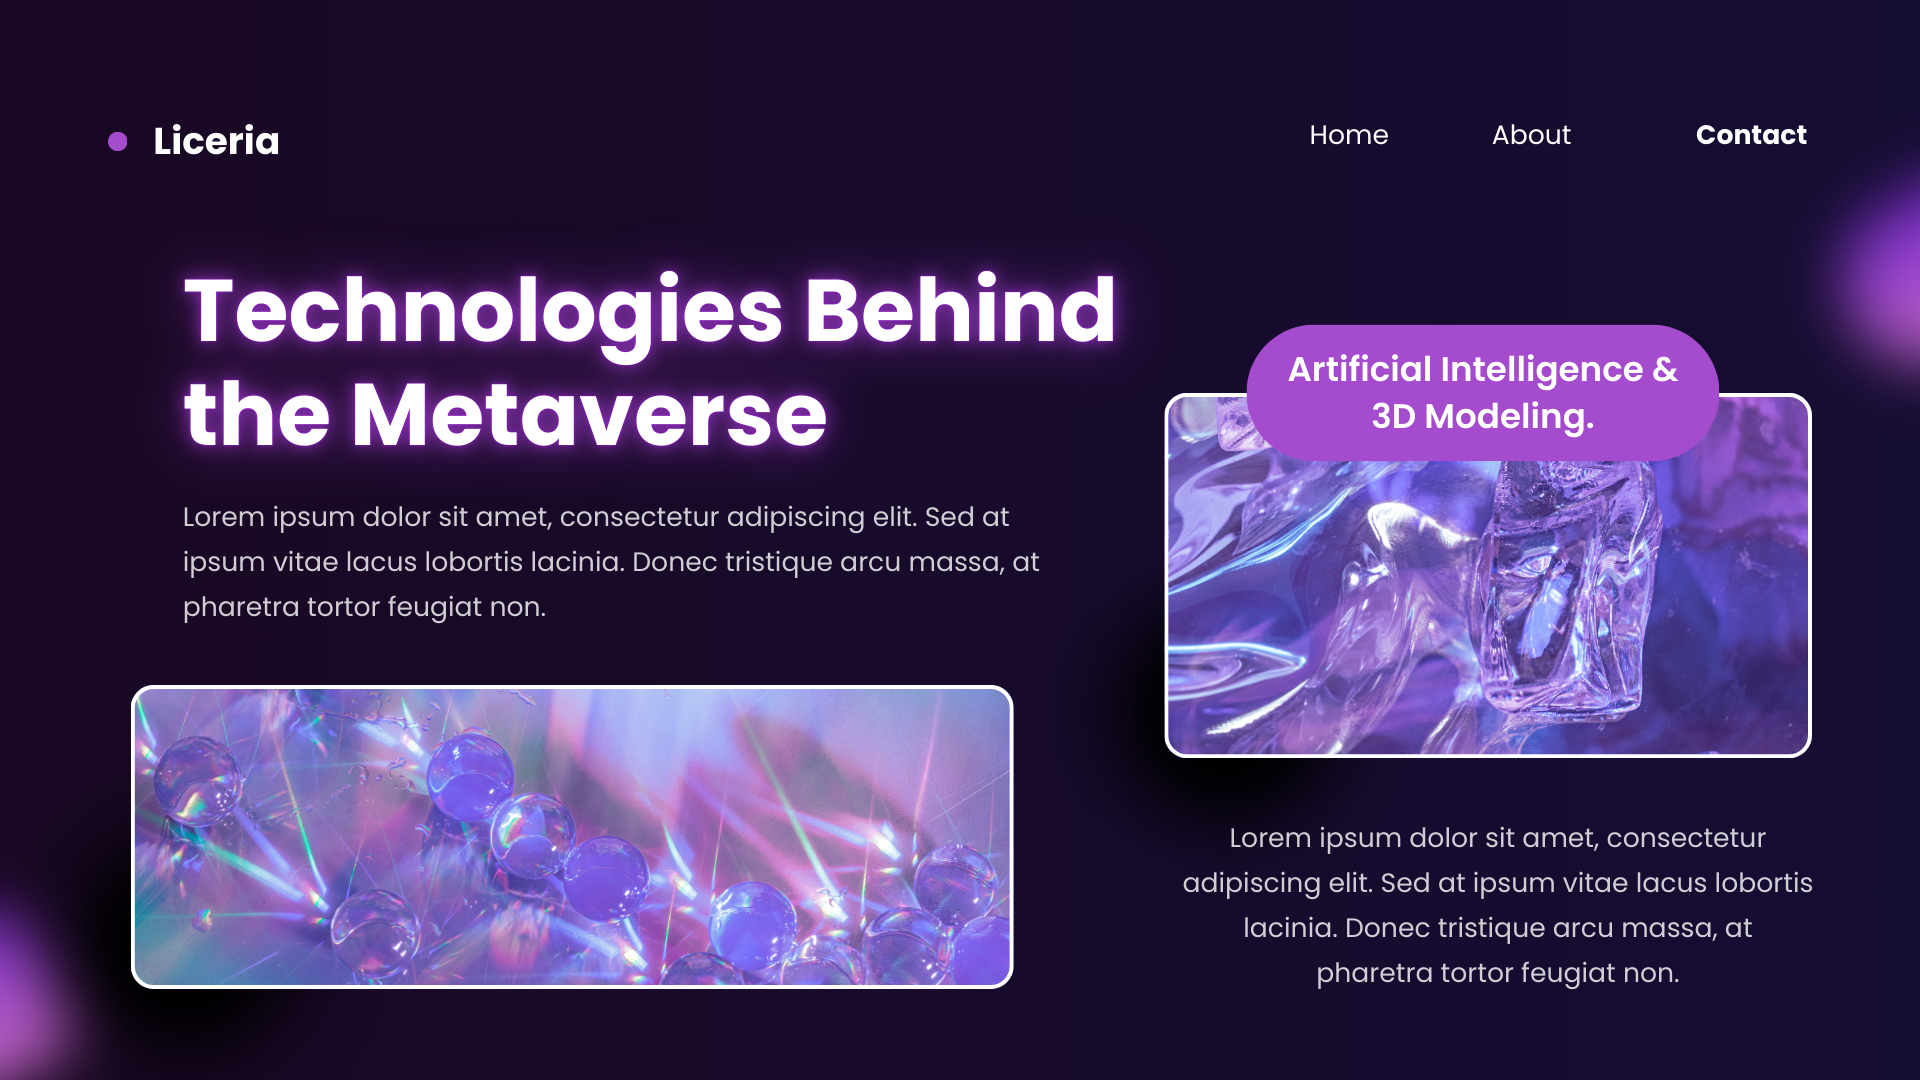 Liceria
Home
About
Contact
Technologies Behind
the Metaverse
Lorem ipsum dolor sit amet, consectetur adipiscing elit. Sed at
ipsum vitae lacus lobortis lacinia. Donec tristique arcu massa, at
pharetra tortor feugiat non.
Artificial Intelligence &
3D Modeling.
Lorem ipsum dolor sit amet, consectetur
adipiscing elit. Sed at ipsum vitae lacus lobortis
lacinia. Donec tristique arcu massa, at
pharetra tortor feugiat non.